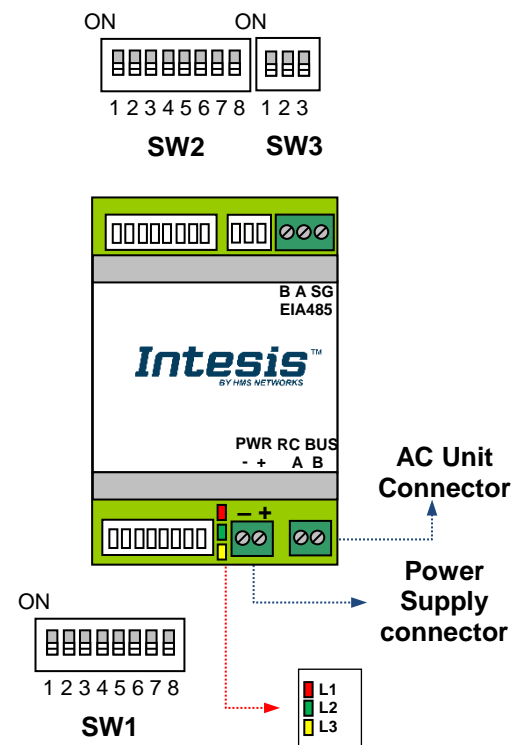 ON ON
1 2 3 4 5 6 7 8 1 2 3
SW2 SW3
B A SG
EIA485
Intesis™
BY HMS NETWORKS
PWR RC BUS
- + A B
AC Unit
Connector
– +
Power
Supply
connector
ON
1 2 3 4 5 6 7 8
SW1
L1
L2
L3